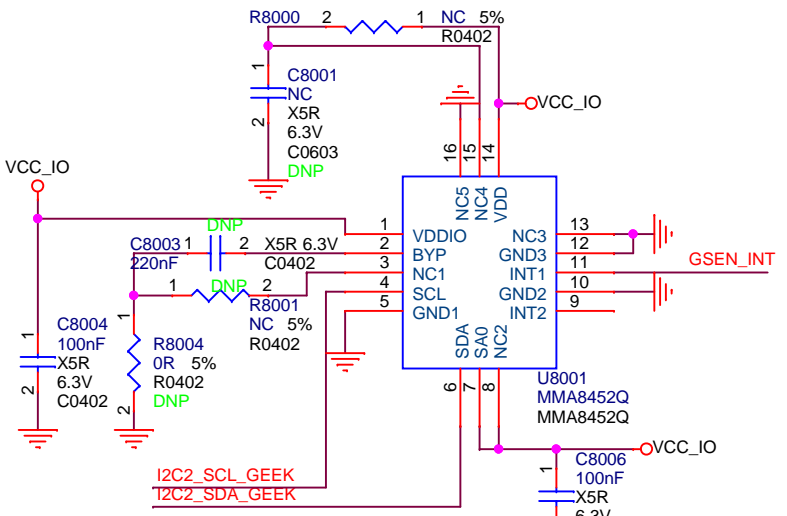 R8000 2 1 NC 5%
R0402
1
C8001
NC
X5R
6.3V
C0603
DNP
2
VCC_IO
16
15
14
NC5
NC4
VDD
VCC_IO
1 VDDIO
2 BYP
3 NC1
4 SCL
5 GND1
NC3 13
GND3 12
INT1 11
GND2 10
INT2 9
GSEN_INT
DNP
C8003 1 2 X5R 6.3V
220nF C0402
1 DNP 2
R8001
NC 5%
R0402
1
C8004
100nF
X5R
6.3V
C0402
2
1
R8004
0R 5%
R0402
DNP
2
SDA
SA0
NC2
6
7
8
U8001
MMA8452Q
MMA8452Q
VCC_IO
1
C8006
100nF
X5R
6.3V
I2C2_SCL_GEEK
I2C2_SDA_GEEK